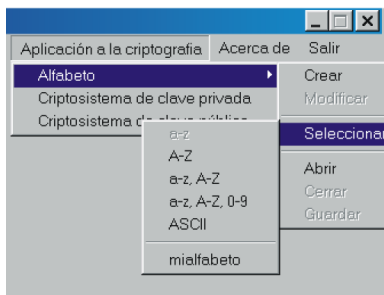 Aplicación a la criptografia Acerca de Salir
Alfabeto
Criptosistema de clave privada
Criptosistema de clave pública
a-z
A-Z
a-z, A-Z
a-z, A-Z, 0-9
ASCII
mialfabeto
Crear
Modificar
Seleccionar
Abrir
Cerrar
Guardar